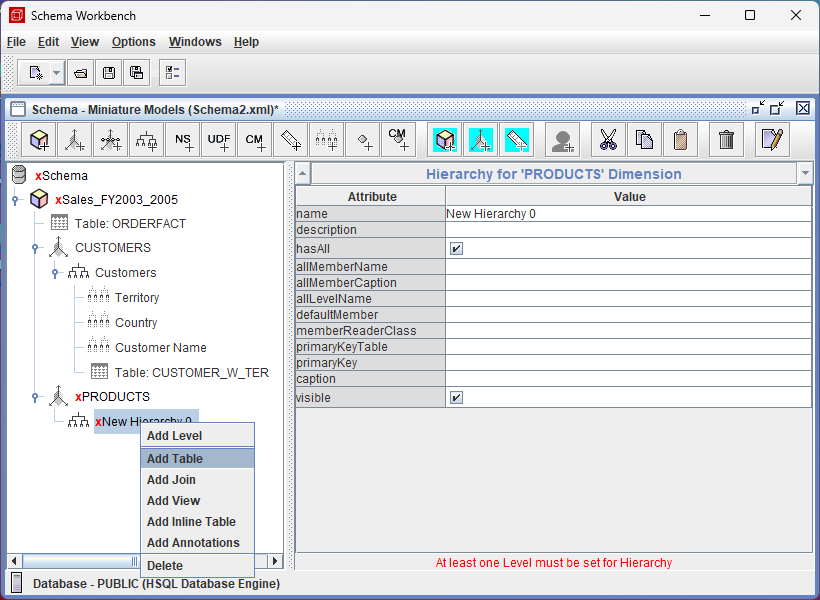 Schema Workbench
File Edit View Options Windows Help
Schema - Miniature Models (Schema2.xml)*
NS UDF CM CM
xSchema
xSales_FY2003_2005
Table: ORDERFACT
CUSTOMERS
Customers
Territory
Country
Customer Name
Table: CUSTOMER_W_TER
xPRODUCTS
xNew Hierarchy 0
Add Level
Add Table
Add Join
Add View
Add Inline Table
Add Annotations
Delete
Hierarchy for 'PRODUCTS' Dimension
Attribute Value
name New Hierarchy 0
description
hasAll
allMemberName
allMemberCaption
allLevelName
defaultMember
memberReaderClass
primaryKeyTable
primaryKey
caption
visible
At least one Level must be set for Hierarchy
Database - PUBLIC (HSQL Database Engine)